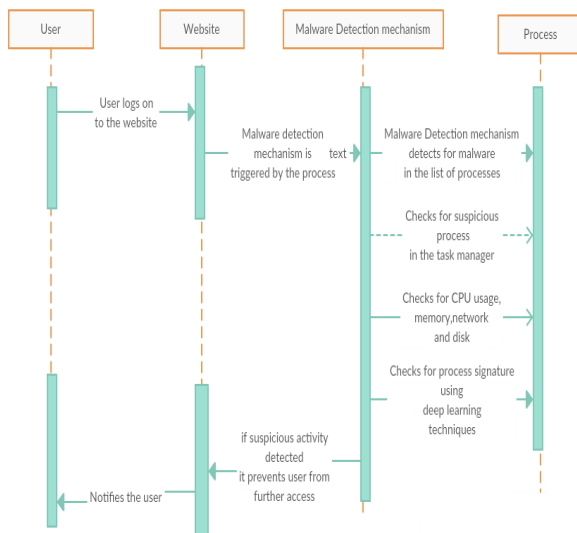 User
Website
Malware Detection mechanism
Process
User logs on
to the website
Malware detection
mechanism is
triggered by the process
text
Malware Detection mechanism
detects for malware
in the list of processes
Checks for suspicious
process
in the task manager
Checks for CPU usage,
memory,network
and disk
Checks for process signature
using
deep learning
techniques
if suspicious activity
detected
it prevents user from
further access
Notifies the user